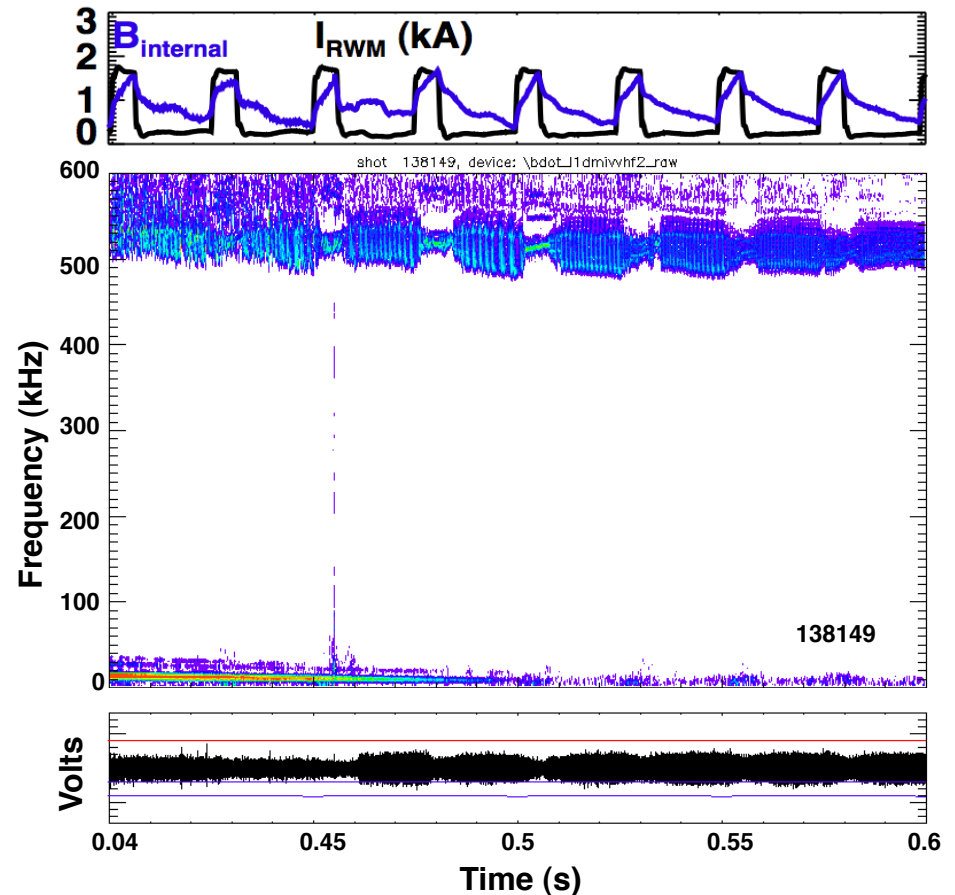 3
2
1
0
B internal
I RWM (kA)
shot 138149, device: \bdot_l1dmivvhf2_raw
600
500
400
300
200
100
0
Frequency (kHz)
138149
Volts
0.04 0.45 0.5 0.55 0.6
Time (s)